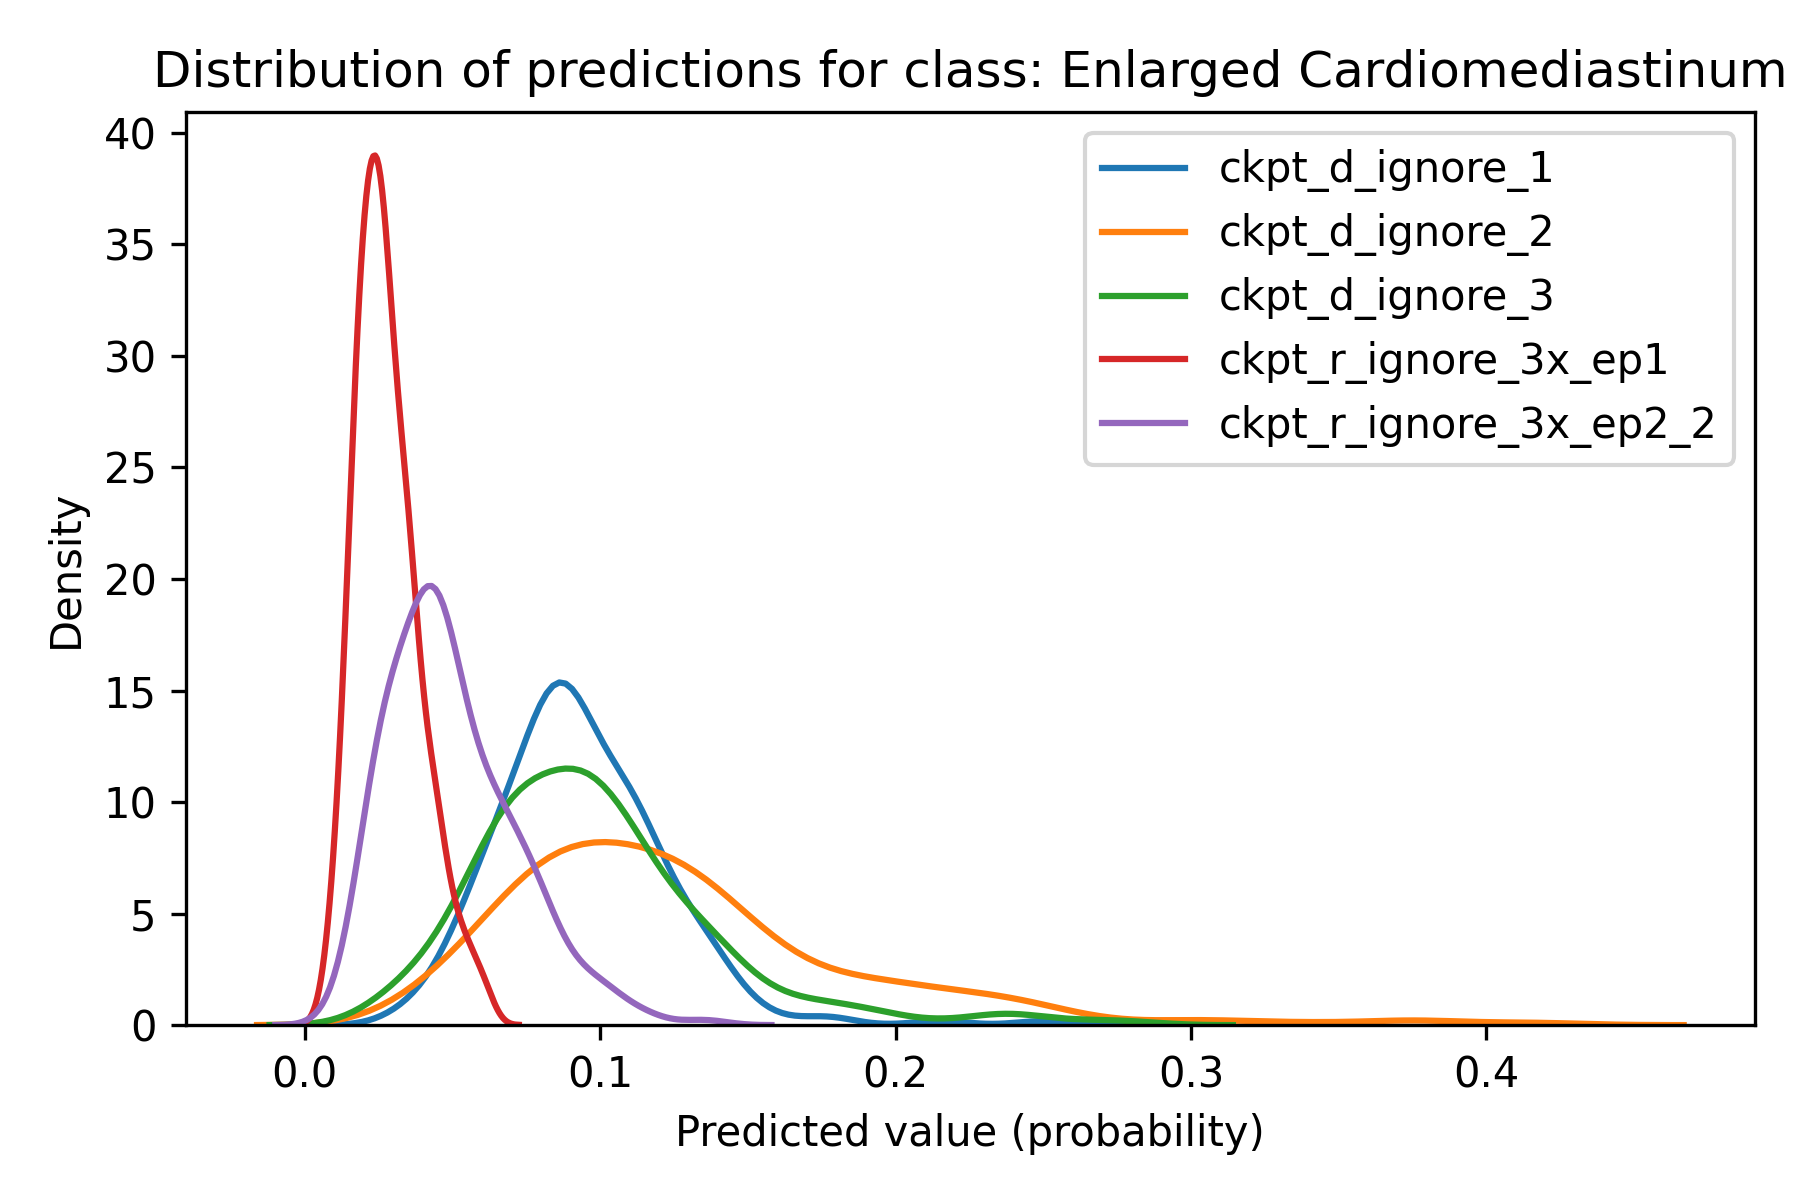 Distribution of predictions for class: Enlarged Cardiomediastinum
40
35
30
25
20
15
10
5
0
Density
ckpt_d_ignore_1
ckpt_d_ignore_2
ckpt_d_ignore_3
ckpt_r_ignore_3x_ep1
ckpt_r_ignore_3x_ep2_2
0.0 0.1 0.2 0.3 0.4
Predicted value (probability)